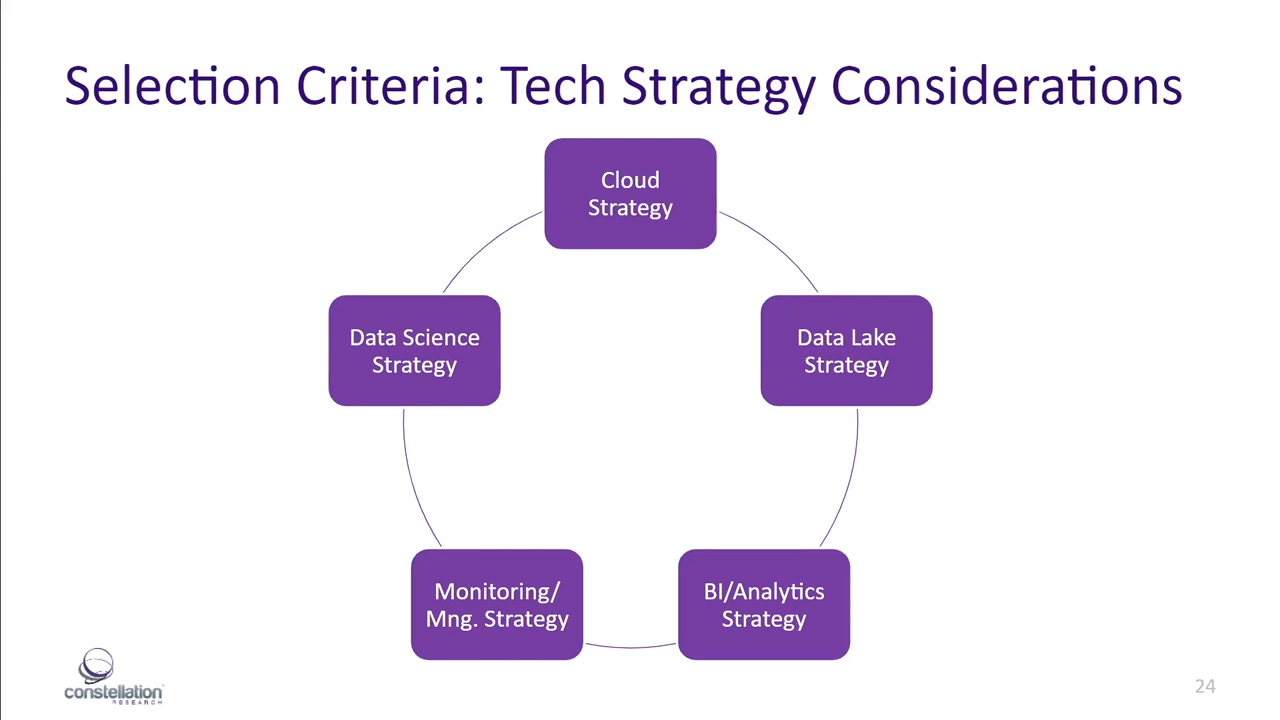 Selection Criteria: Tech Strategy Considerations
Cloud
Strategy
Data Science
Strategy
Data Lake
Strategy
Monitoring/
Mng. Strategy
BI/Analytics
Strategy
constellation
RESEARCH
24